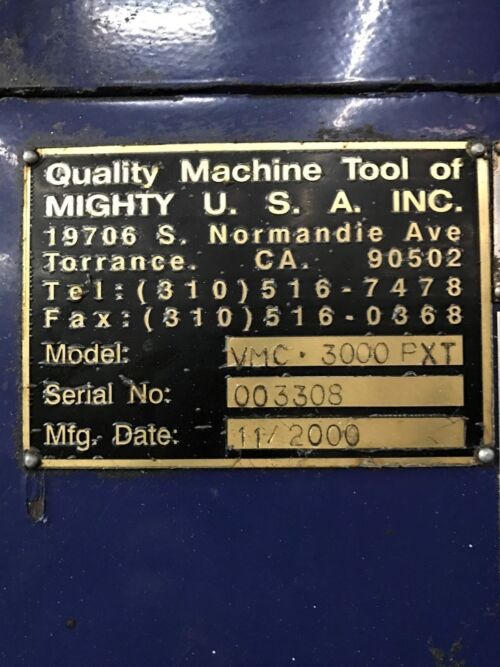 Quality Machine Tool of
MIGHTY U. S. A. INC.
19706 S. Normandie Ave
Torrance. CA. 90502
Tel:(310)516-7478
Fax:(310)516-0368
Model: VMC · 3000 PXT
Serial No: 003308
Mfg. Date: 11/2000